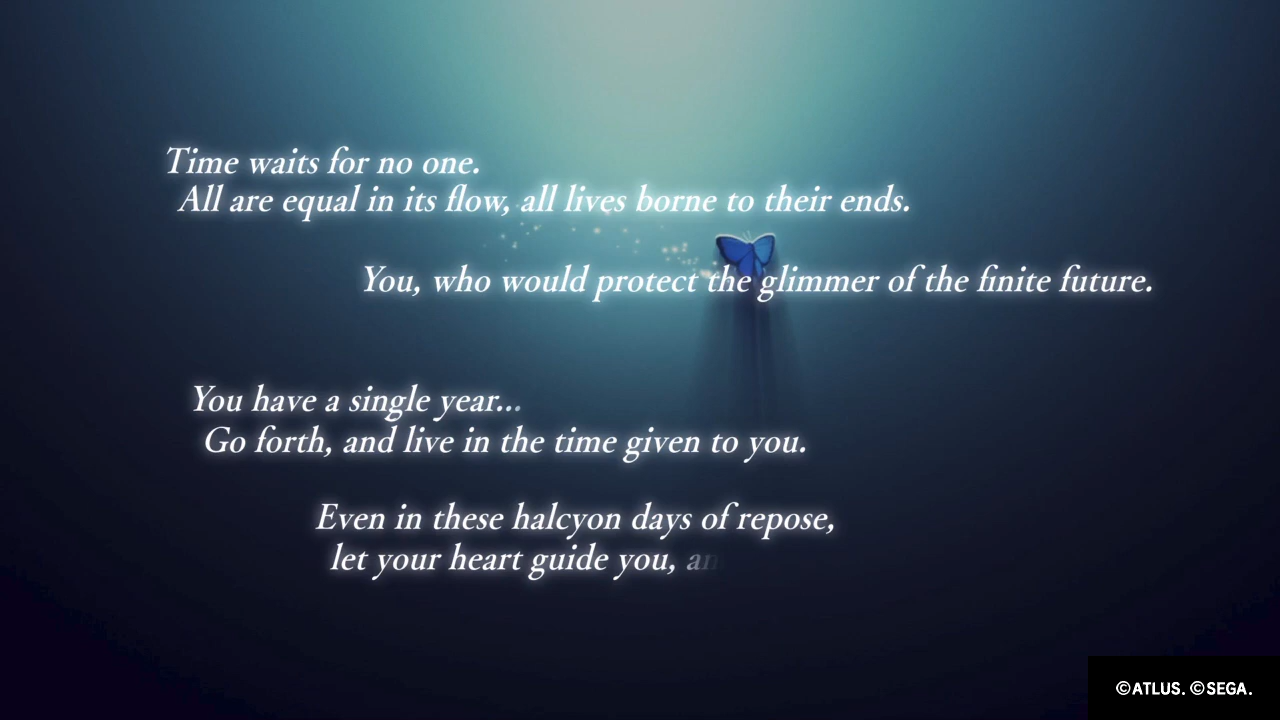 Time waits for no one.
All are equal in its flow, all lives borne to their ends.
You, who would protect the glimmer of the finite future.
You have a single year...
Go forth, and live in the time given to you.
Even in these halcyon days of repose,
let your heart guide you, an
©ATLUS. ©SEGA.